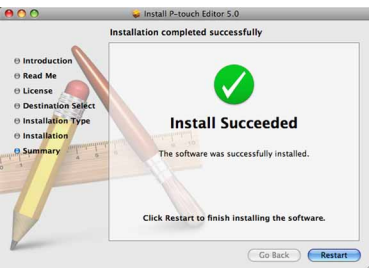 Install P-touch Editor 5.0
Installation completed successfully
Introduction
Read Me
License
Destination Select
Installation Type
Installation
Summary
Install Succeeded
The software was successfully installed.
Click Restart to finish installing the software.
Go Back
Restart